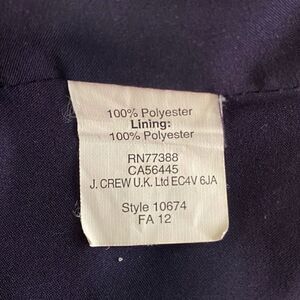 100% Polyester
Lining:
100% Polyester
RN77388
CA56445
J. CREW U.K. Ltd EC4V 6JA
Style 10674
FA 12